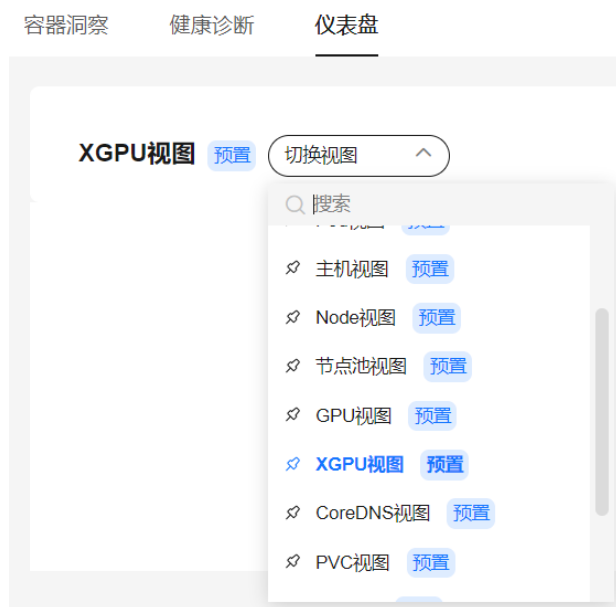 容器洞察 健康诊断 仪表盘
XGPU视图 预置 切换视图
搜索
主机视图 预置
Node视图 预置
节点池视图 预置
GPU视图 预置
XGPU视图 预置
CoreDNS视图 预置
PVC视图 预置